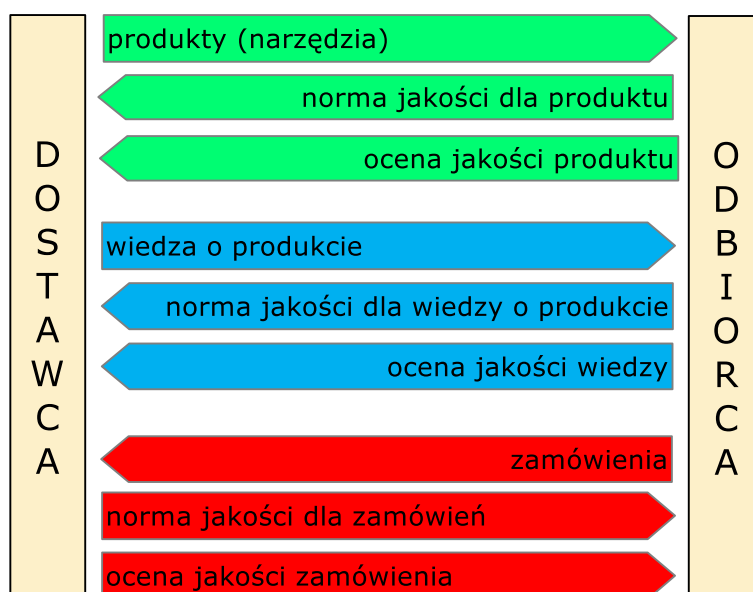 DOSTAWCA
produkty (narzędzia)
norma jakości dla produktu
ocena jakości produktu
wiedza o produkcie
norma jakości dla wiedzy o produkcie
ocena jakości wiedzy
zamówienia
norma jakości dla zamówień
ocena jakości zamówienia
ODBIORCA